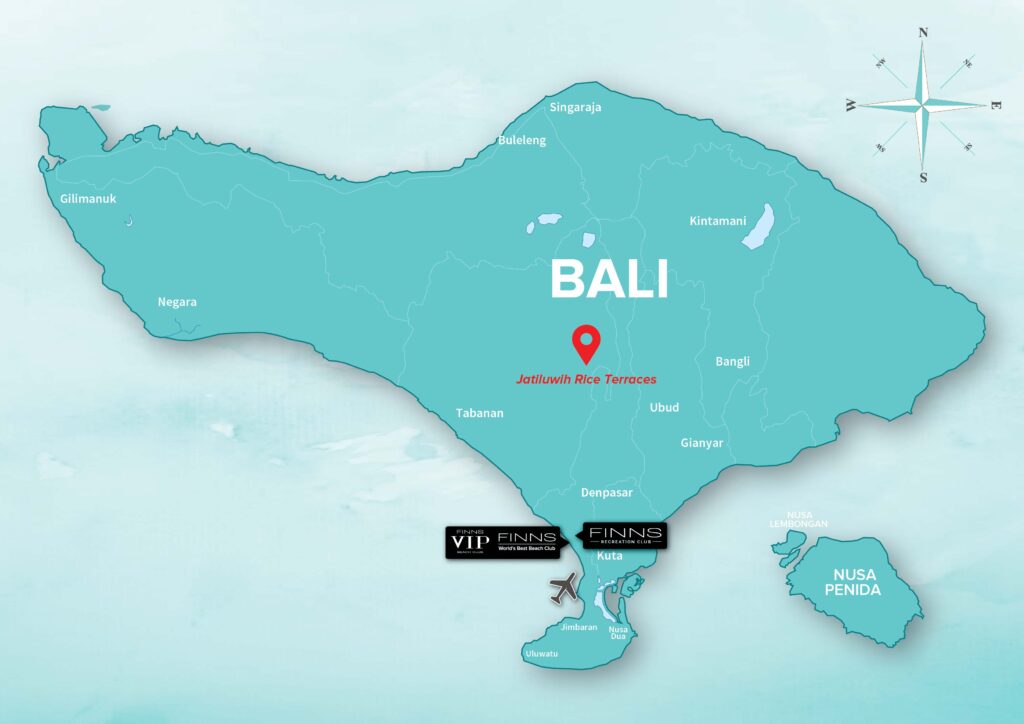 N
NW
NE
W
E
SW
SE
S
Singaraja
Buleleng
Gilimanuk
Kintamani
BALI
Negara
Bangli
Jatiluwih Rice Terraces
Tabanan
Ubud
Gianyar
Denpasar
NUSA
LEMBONGAN
FINNS
VIP
FINNS
World's Best Beach Club
FINNS
RECREATION CLUB
Kuta
NUSA
PENIDA
Jimbaran
Nusa
Dua
Uluwatu